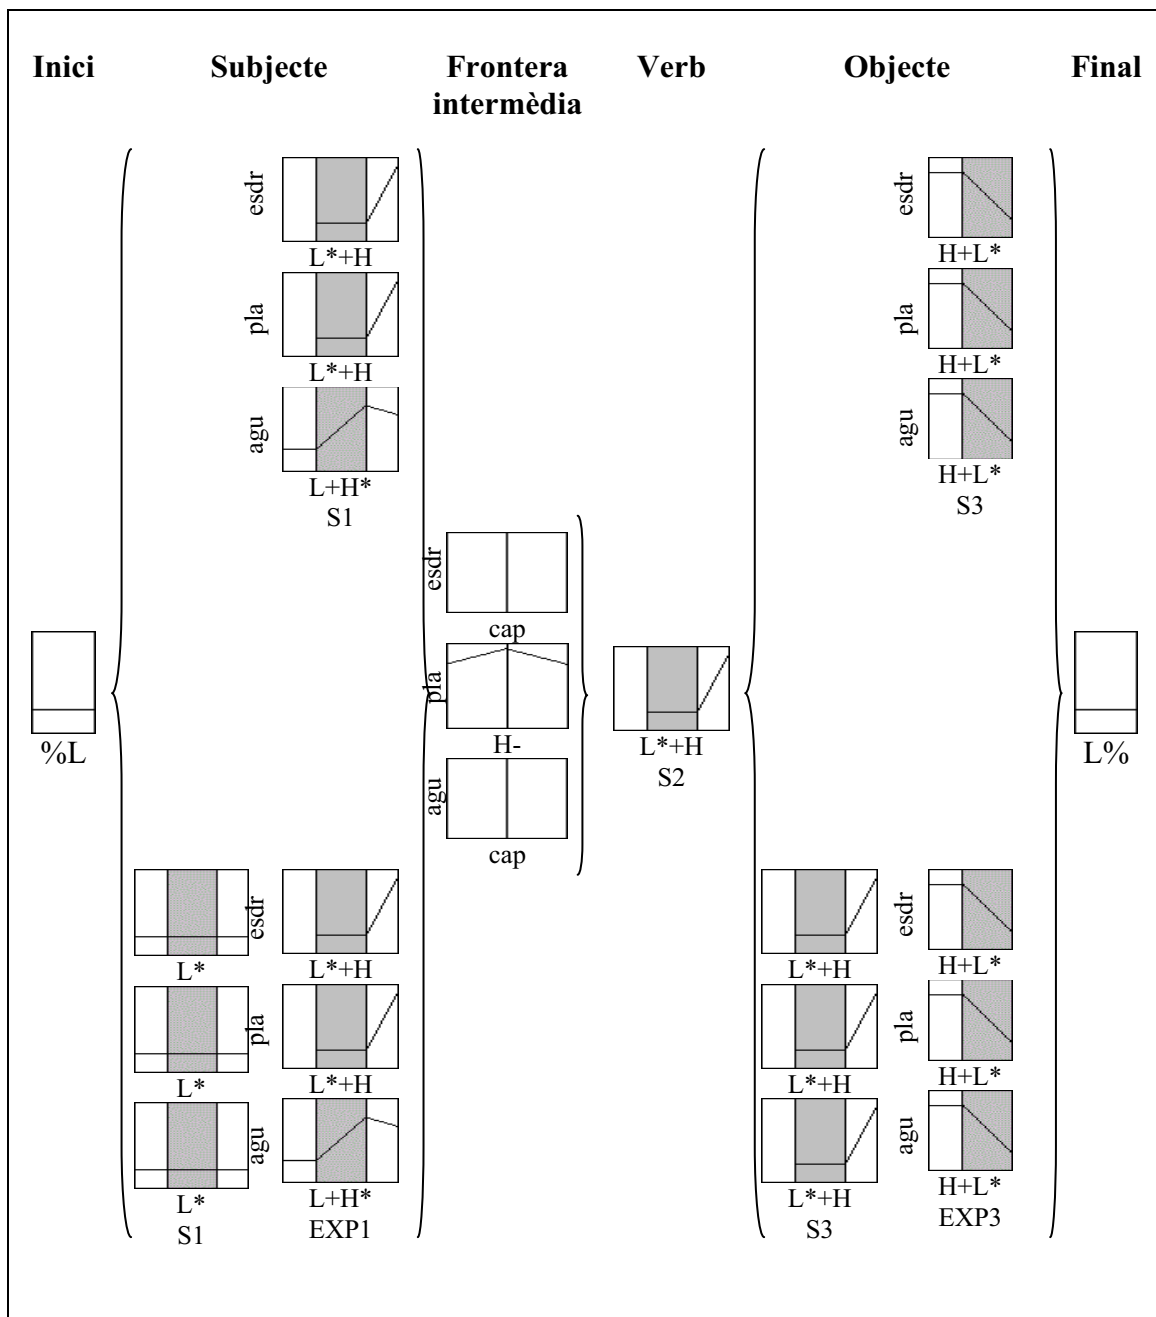 Inici Subjecte Frontera intermèdia Verb Objecte Final
esdr
L*+H
pla
L*+H
agu
L+H*
S1
esdr
H+L*
pla
H+L*
agu
H+L*
S3
%L
esdr
cap
pla
H-
agu
cap
L*+H
S2
L%
L*
esdr
L*+H
L*
pla
L*+H
L*
agu
L+H*
S1
EXP1
L*+H
esdr
H+L*
L*+H
pla
H+L*
L*+H
agu
H+L*
S3
EXP3